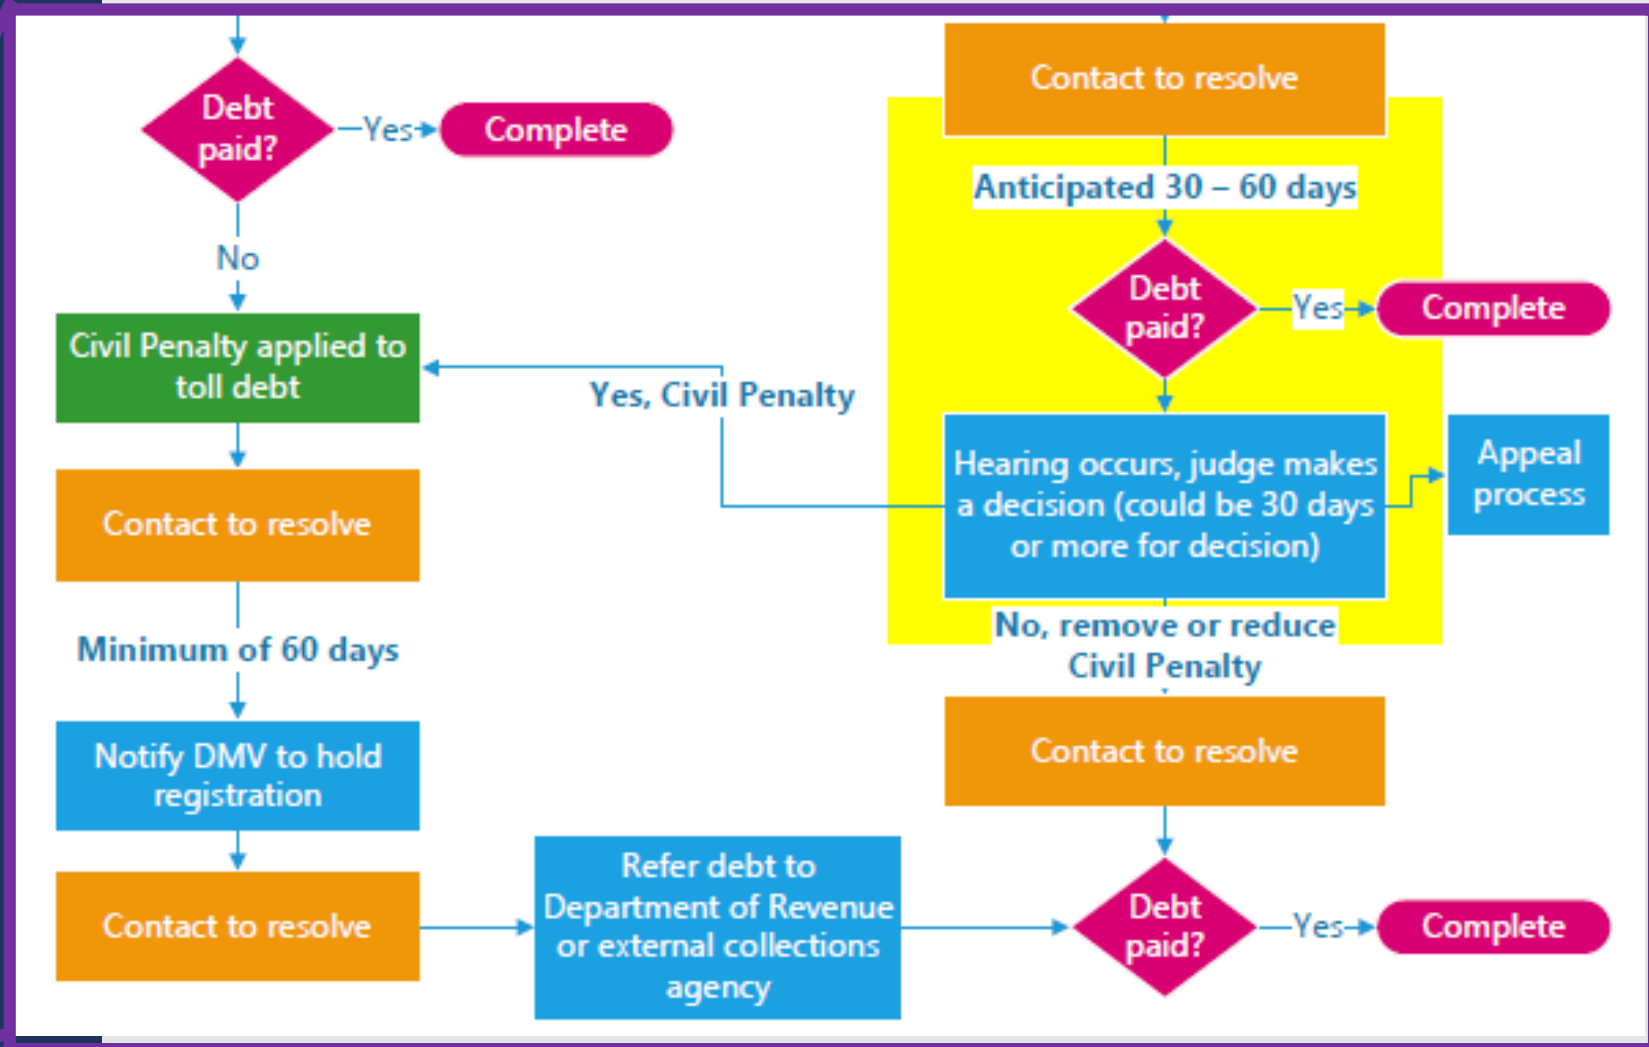 Debt
paid?
Yes
Complete
No
Civil Penalty applied to
toll debt
Contact to resolve
Minimum of 60 days
Notify DMV to hold
registration
Contact to resolve
Refer debt to
Department of Revenue
or external collections
agency
Contact to resolve
Anticipated 30 – 60 days
Debt
paid?
Yes
Complete
Hearing occurs, judge makes
a decision (could be 30 days
or more for decision)
Yes, Civil Penalty
Appeal
process
No, remove or reduce
Civil Penalty
Contact to resolve
Debt
paid?
Yes
Complete